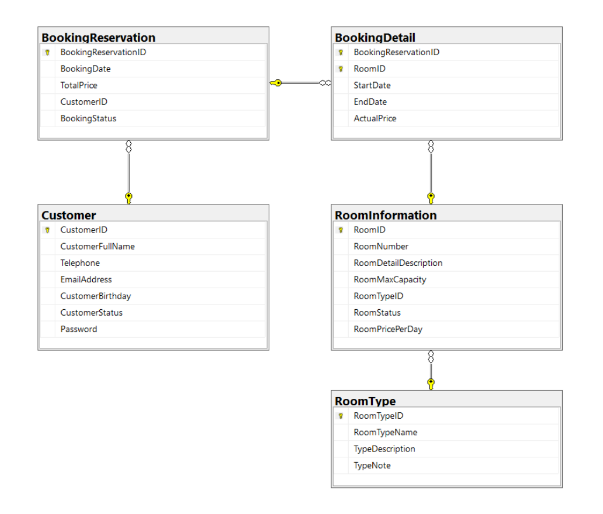 BookingReservation
BookingReservationID
BookingDate
TotalPrice
CustomerID
BookingStatus
BookingDetail
BookingReservationID
RoomID
StartDate
EndDate
ActualPrice
Customer
CustomerID
CustomerFullName
Telephone
EmailAddress
CustomerBirthday
CustomerStatus
Password
RoomInformation
RoomID
RoomNumber
RoomDetailDescription
RoomMaxCapacity
RoomTypeID
RoomStatus
RoomPricePerDay
RoomType
RoomTypeID
RoomTypeName
TypeDescription
TypeNote